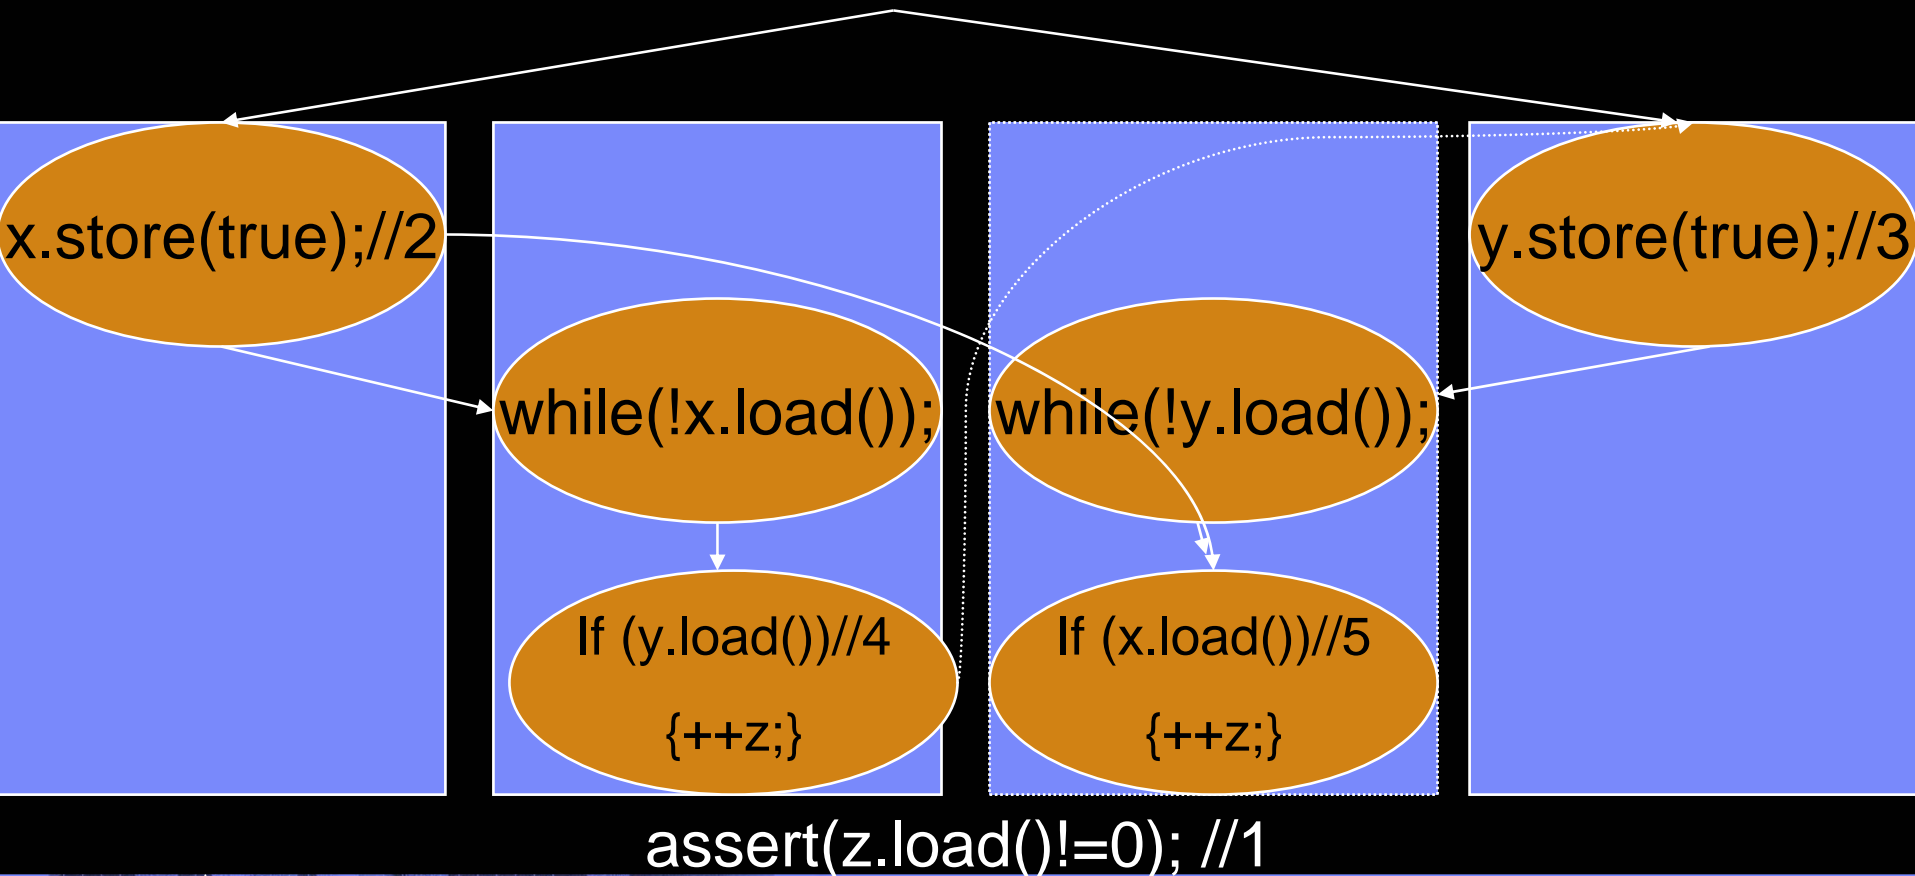 x.store(true);//2
y.store(true);//3
while(!x.load());
while(!y.load());
If (y.load())//4
{++z;}
If (x.load())//5
{++z;}
assert(z.load()!=0); //1